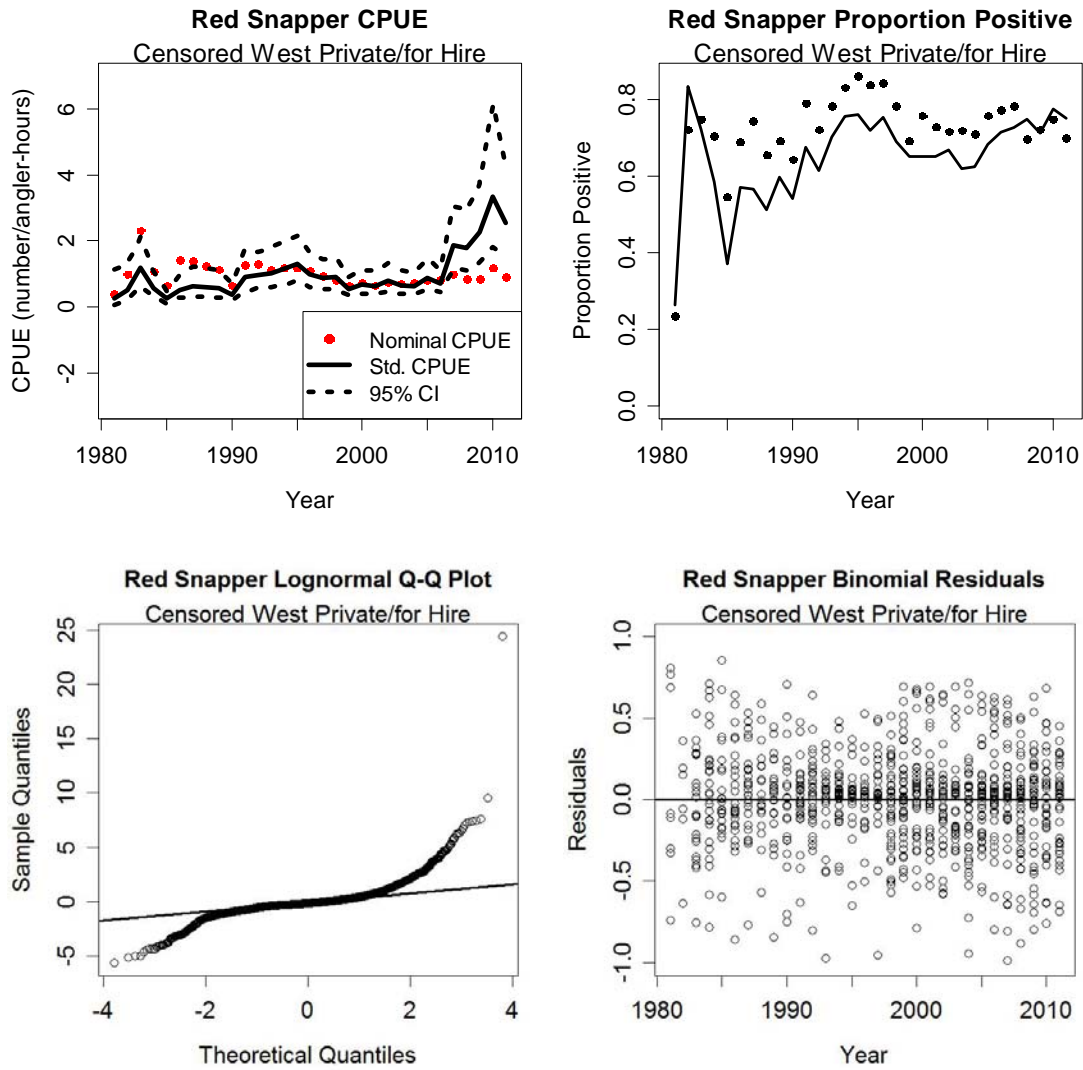 Red Snapper CPUE
Censored West Private/for Hire
CPUE (number/angler-hours)
6
4
2
0
-2
Nominal CPUE
Std. CPUE
95% CI
1980 1990 2000 2010
Year
Red Snapper Proportion Positive
Censored West Private/for Hire
Proportion Positive
0.8
0.6
0.4
0.2
0.0
1980 1990 2000 2010
Year
Red Snapper Lognormal Q-Q Plot
Censored West Private/for Hire
Sample Quantiles
25
20
15
10
5
0
-5
-4 -2 0 2 4
Theoretical Quantiles
Red Snapper Binomial Residuals
Censored West Private/for Hire
Residuals
1.0
0.5
0.0
-0.5
-1.0
1980 1990 2000 2010
Year